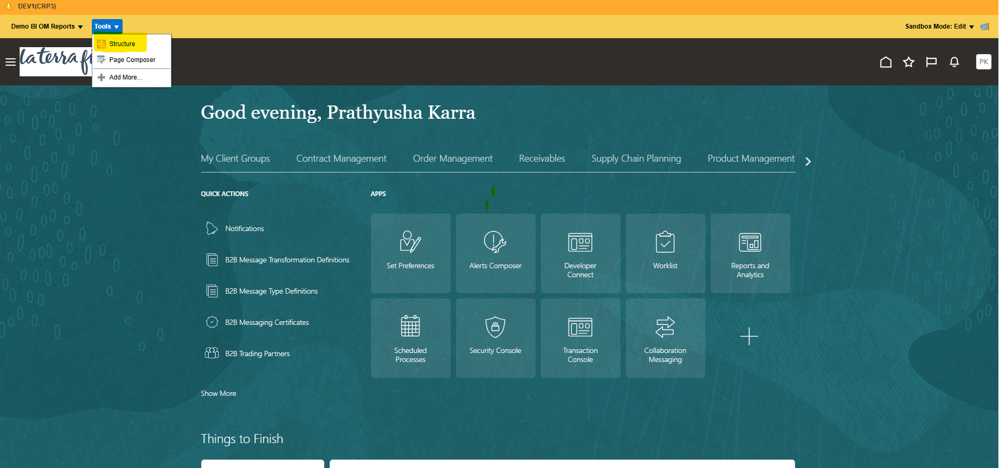 DEV1(CRP3)
Demo BI OM Reports
Tools
Sandbox Mode: Edit
Structure
Page Composer
Add More...
laterra fi
PK
Good evening, Prathyusha Karra
My Client Groups
Contract Management
Order Management
Receivables
Supply Chain Planning
Product Management
QUICK ACTIONS
APPS
Notifications
B2B Message Transformation Definitions
B2B Message Type Definitions
B2B Messaging Certificates
B2B Trading Partners
Show More
Set Preferences
Alerts Composer
Developer
Connect
Worklist
Reports and
Analytics
Scheduled
Processes
Security Console
Transaction
Console
Collaboration
Messaging
Things to Finish